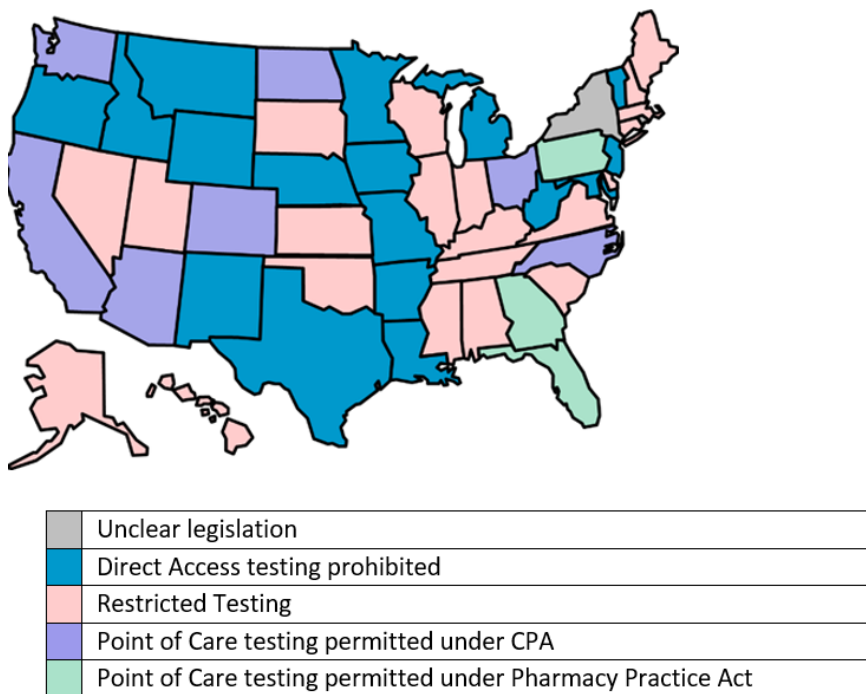 Unclear legislation
Direct Access testing prohibited
Restricted Testing
Point of Care testing permitted under CPA
Point of Care testing permitted under Pharmacy Practice Act